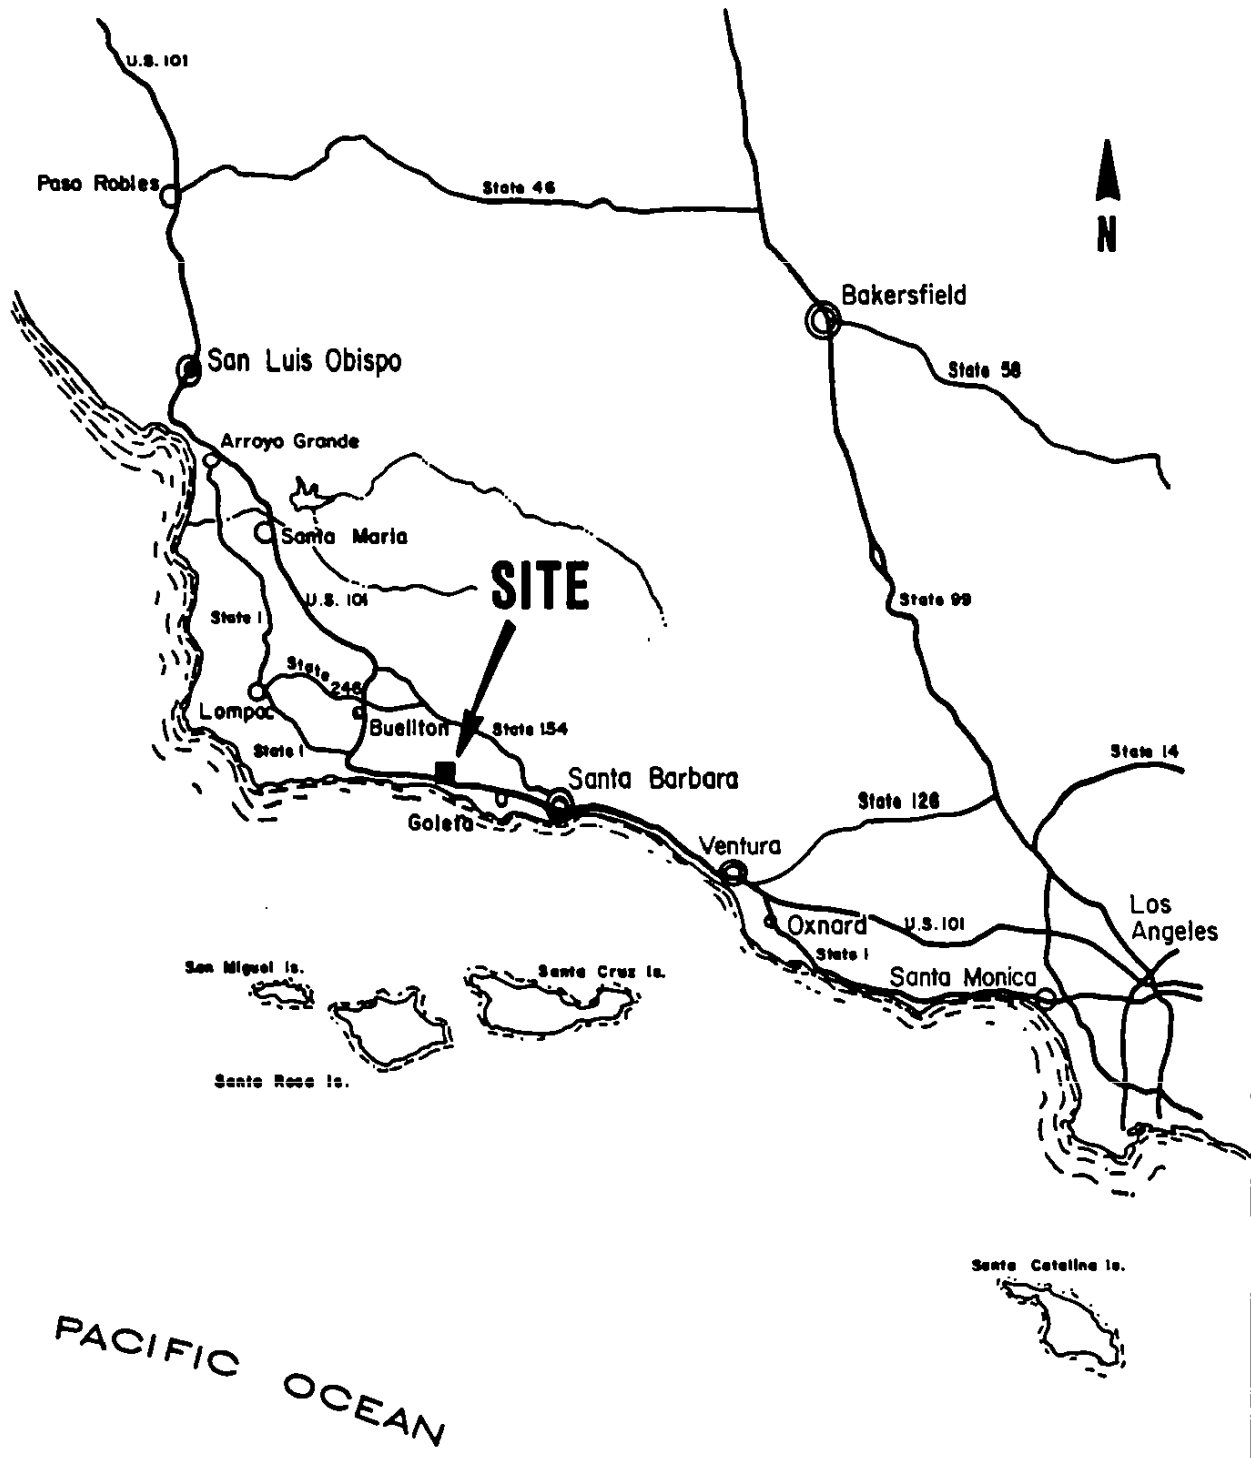 U.S. 101
Paso Robles
State 46
N
Bakersfield
San Luis Obispo
State 58
Arroyo Grande
Santa Maria
SITE
U.S. 101
State 1
State 99
State 246
Lompoc
Buellton
State 154
State 1
State 14
Santa Barbara
State 126
Goleta
Ventura
Los
Angeles
Oxnard
U.S. 101
State 1
San Miguel Is.
Santa Cruz Is.
Santa Monica
Santa Rosa Is.
Santa Catalina Is.
PACIFIC OCEAN